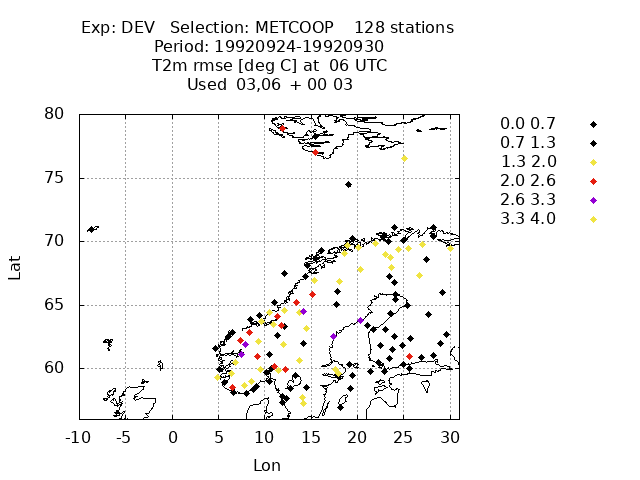 Exp: DEV   Selection: METCOOP    128 stations
Period: 19920924-19920930
T2m rmse [deg C] at  06 UTC
Used  03,06  + 00 03
80
75
70
65
60
-10 -5 0 5 10 15 20 25 30
Lat
Lon
0.0 0.7
0.7 1.3
1.3 2.0
2.0 2.6
2.6 3.3
3.3 4.0